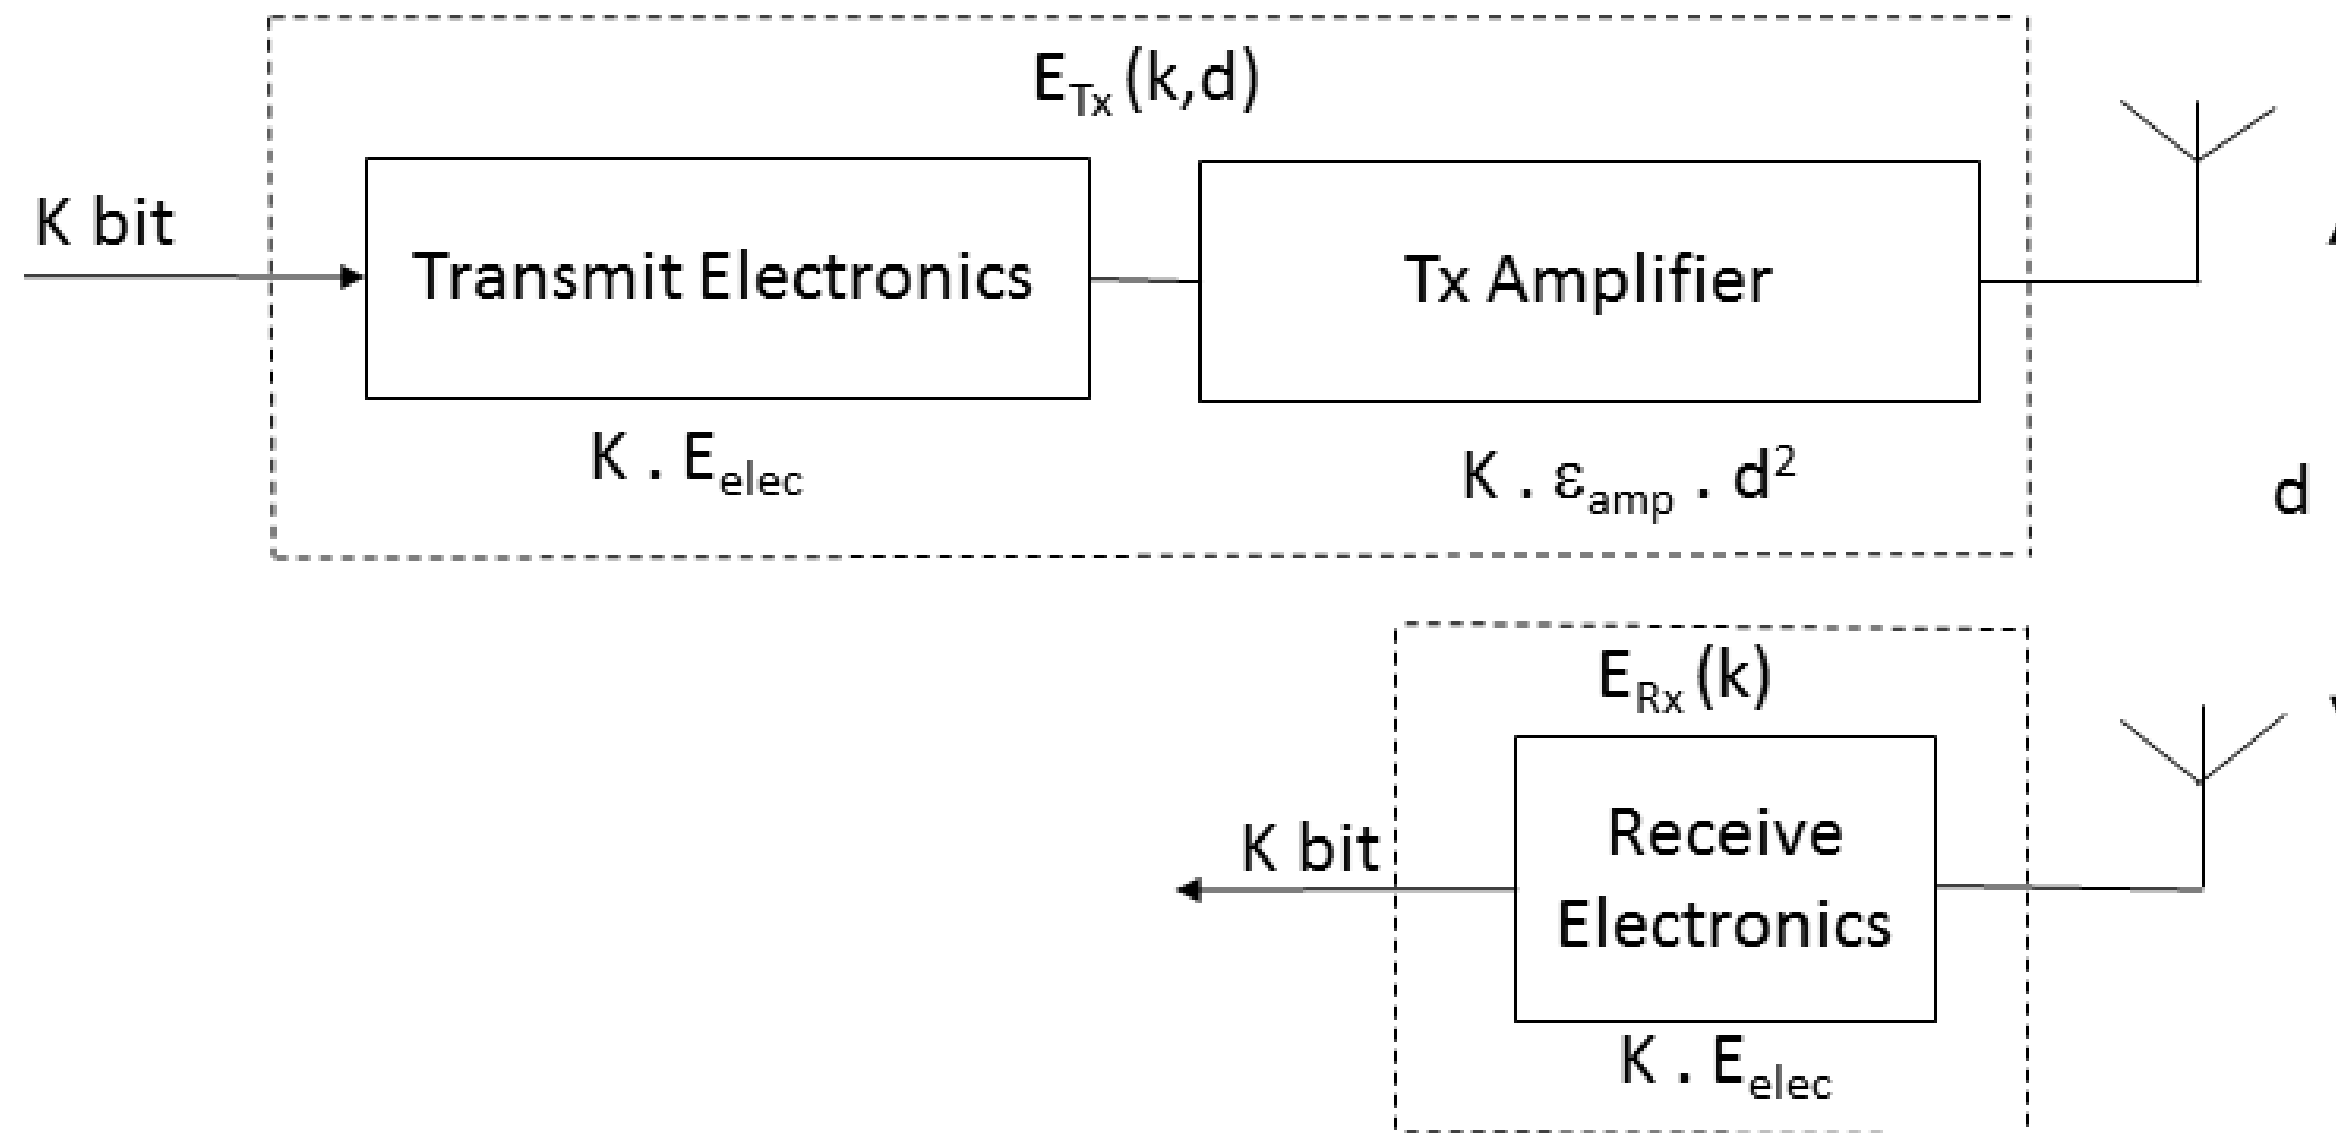 E_Tx (k,d)
K bit
Transmit Electronics
Tx Amplifier
K . E_elec
K . ε_amp . d²
d
E_Rx (k)
K bit
Receive
Electronics
K . E_elec